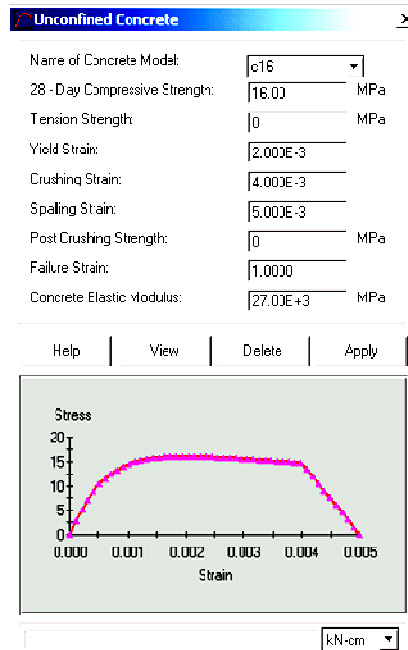 Unconfined Concrete
Name of Concrete Model: c16
28 - Day Compressive Strength: 16.00 MPa
Tension Strength: 0 MPa
Yield Strain: 2.000E-3
Crushing Strain: 4.000E-3
Spalling Strain: 5.000E-3
Post Crushing Strength: 0 MPa
Failure Strain: 1.0000
Concrete Elastic Modulus: 27.00E+3 MPa
Help View Delete Apply
Stress
20
15
10
5
0
0.000 0.001 0.002 0.003 0.004 0.005
Strain
kN-cm